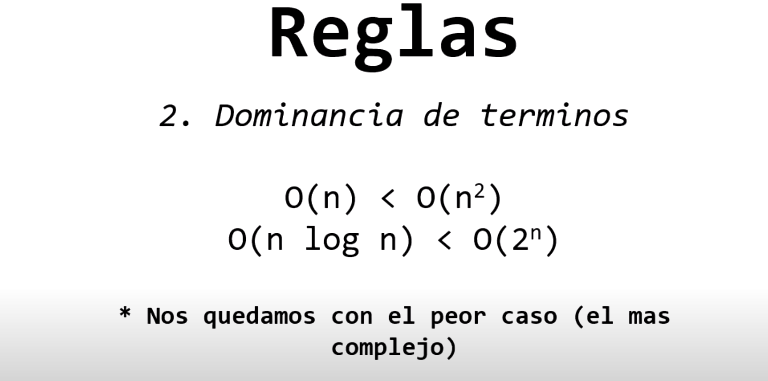 Reglas
2. Dominancia de terminos
O(n) < O(n²)
O(n log n) < O(2ⁿ)
* Nos quedamos con el peor caso (el mas
complejo)